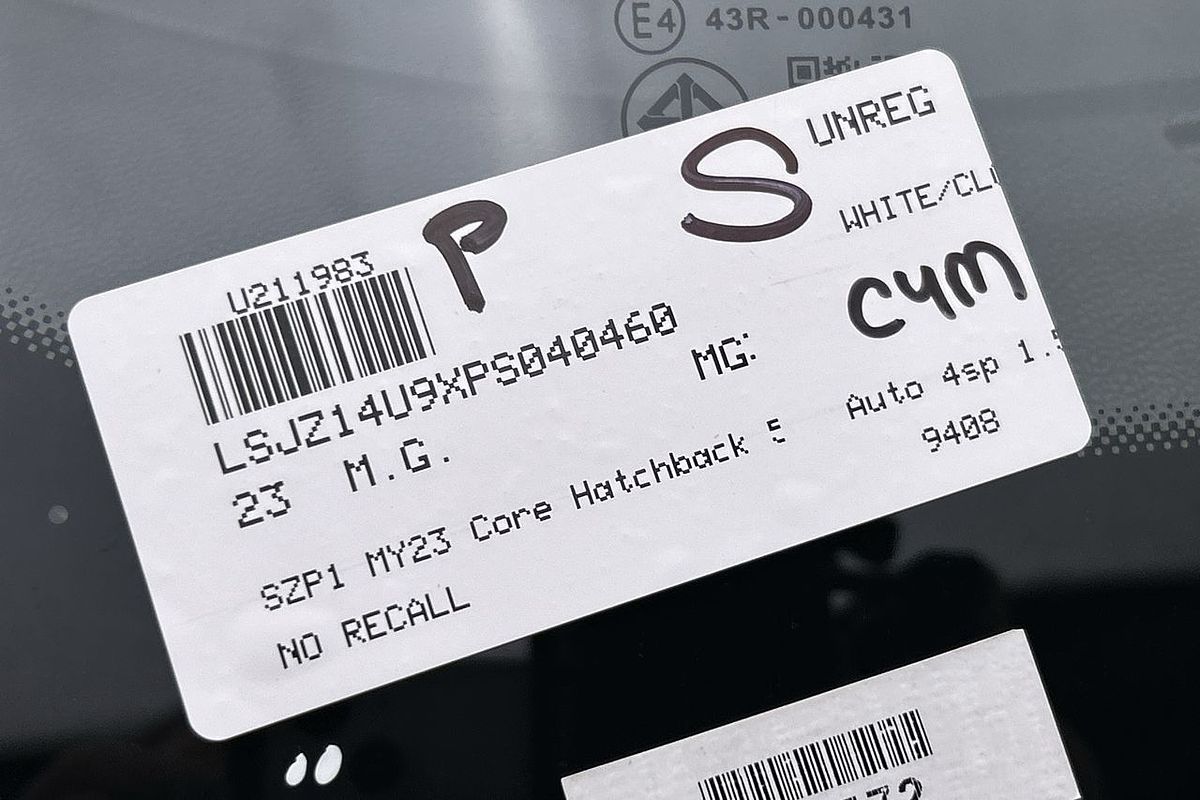 E4 43R-000431
UNREG
P S
WHITE/CL
U211983
CYM
LSJZ14U9XPS040460
MG:
23 M.G.
Auto 4sp 1.5
SZP1 MY23 Core Hatchback 5
9408
NO RECALL